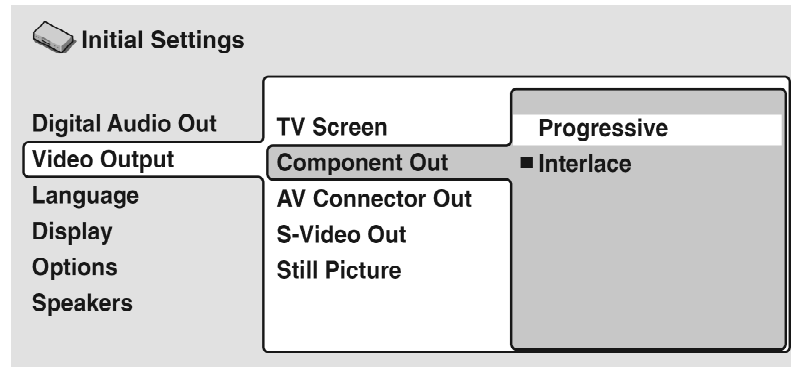 Initial Settings
Digital Audio Out
Video Output
Language
Display
Options
Speakers
TV Screen
Component Out
AV Connector Out
S-Video Out
Still Picture
Progressive
Interlace